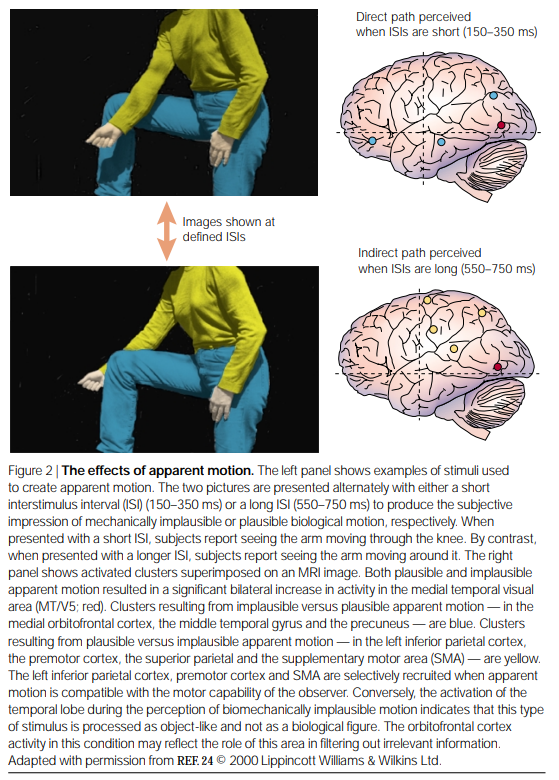 Direct path perceived
when ISIs are short (150–350 ms)
Images shown at
defined ISIs
Indirect path perceived
when ISIs are long (550–750 ms)
Figure 2 | The effects of apparent motion. The left panel shows examples of stimuli used
to create apparent motion. The two pictures are presented alternately with either a short
interstimulus interval (ISI) (150–350 ms) or a long ISI (550–750 ms) to produce the subjective
impression of mechanically implausible or plausible biological motion, respectively. When
presented with a short ISI, subjects report seeing the arm moving through the knee. By contrast,
when presented with a longer ISI, subjects report seeing the arm moving around it. The right
panel shows activated clusters superimposed on an MRI image. Both plausible and implausible
apparent motion resulted in a significant bilateral increase in activity in the medial temporal visual
area (MT/V5; red). Clusters resulting from implausible versus plausible apparent motion — in the
medial orbitofrontal cortex, the middle temporal gyrus and the precuneus — are blue. Clusters
resulting from plausible versus implausible apparent motion — in the left inferior parietal cortex,
the premotor cortex, the superior parietal and the supplementary motor area (SMA) — are yellow.
The left inferior parietal cortex, premotor cortex and SMA are selectively recruited when apparent
motion is compatible with the motor capability of the observer. Conversely, the activation of the
temporal lobe during the perception of biomechanically implausible motion indicates that this type
of stimulus is processed as object-like and not as a biological figure. The orbitofrontal cortex
activity in this condition may reflect the role of this area in filtering out irrelevant information.
Adapted with permission from REF. 24 © 2000 Lippincott Williams & Wilkins Ltd.